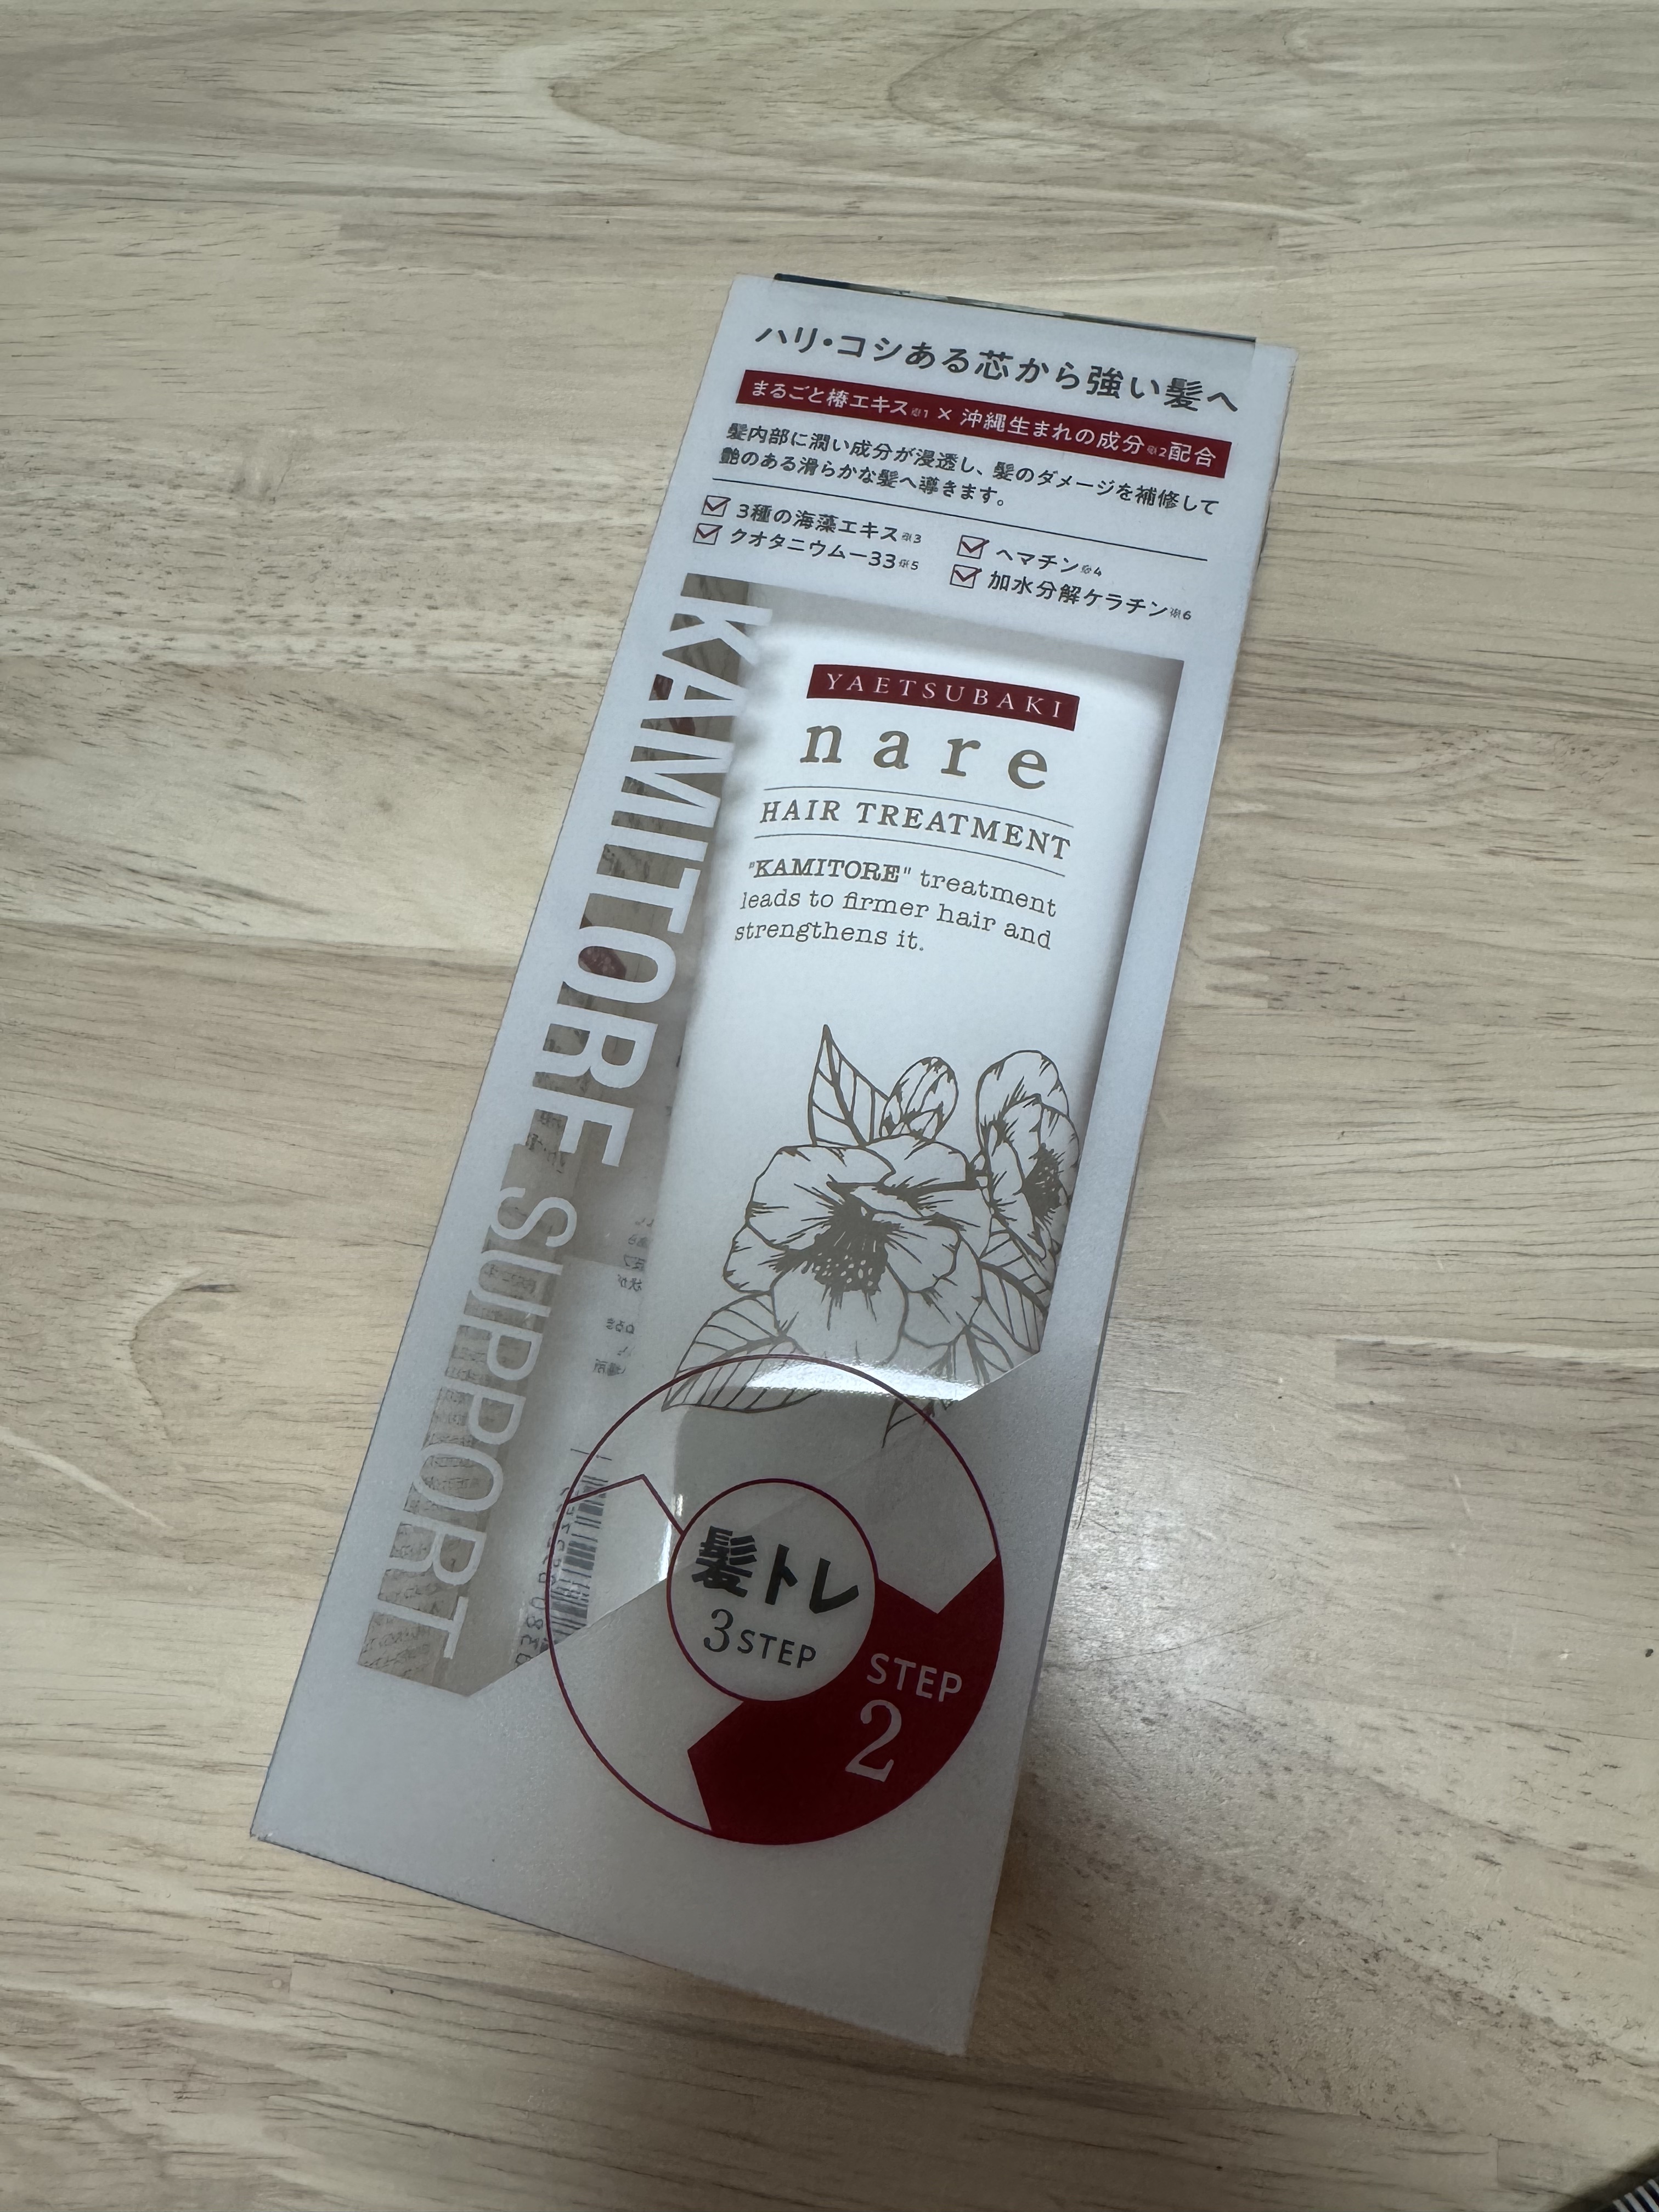 ハリ・コシある芯から強い髪へ
まるごと椿エキス※1 × 沖縄生まれの成分※2配合
髪内部に潤い成分が浸透し、髪のダメージを補修して
艶のある滑らかな髪へ導きます。
3種の海藻エキス※3
ヘマチン※4
クオタニウムー33※5
加水分解ケラチン※6
KAMITORE SUPPORT
YAETSUBAKI
nare
HAIR TREATMENT
"KAMITORE" treatment
leads to firmer hair and
strengthens it.
髪トレ
3 STEP
STEP
2